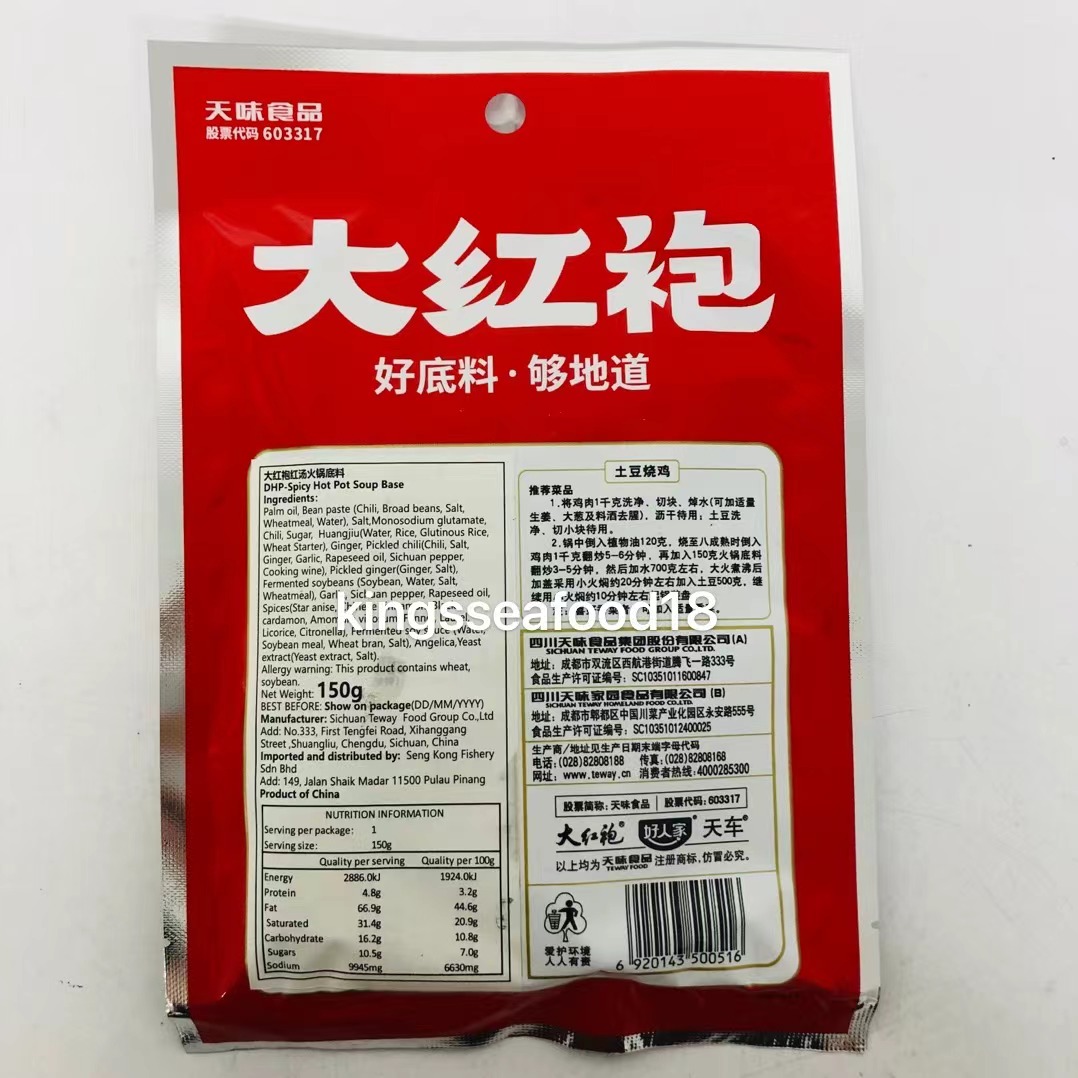 天味食品
股票代码 603317
大红袍
好底料·够地道
大红袍红汤火锅底料
DHP-Spicy Hot Pot Soup Base
Ingredients:
Palm oil, Bean paste (Chili, Broad beans, Salt,
Wheatmeal, Water), Salt,Monosodium glutamate,
Chili, Sugar, Huangjiu(Water, Rice, Glutinous Rice,
Wheat Starter), Ginger, Pickled chili(Chili, Salt,
Ginger, Garlic, Rapeseed oil, Sichuan pepper,
Cooking wine), Pickled ginger(Ginger, Salt),
Fermented soybeans (Soybean, Water, Salt,
Wheatmeal), Garlic, Sichuan pepper, Rapeseed oil,
Spices(Star anise,
cardamon,
Licorice, Citronella), Fermented
Soybean meal, Wheat bran, Salt), Angelica,Yeast
extract(Yeast extract, Salt).
Allergy warning: This product contains wheat,
soybean.
Net Weight: 150g
BEST BEFORE: Show on package(DD/MM/YYYY)
Manufacturer: Sichuan Teway Food Group Co.,Ltd
Add: No.333, First Tengfei Road, Xihanggang
Street ,Shuangliu, Chengdu, Sichuan, China
Imported and distributed by: Seng Kong Fishery
Sdn Bhd
Add: 149, Jalan Shaik Madar 11500 Pulau Pinang
Product of China
NUTRITION INFORMATION
Serving per package: 1
Serving size: 150g
Quality per serving Quality per 100g
Energy 2886.0kJ 1924.0kJ
Protein 4.8g 3.2g
Fat 66.9g 44.6g
Saturated 31.4g 20.9g
Carbohydrate 16.2g 10.8g
Sugars 10.5g 7.0g
Sodium 9945mg 6630mg
土豆烧鸡
推荐菜品
1.将鸡肉1千克洗净、切块、焯水(可加适量
生姜、大葱及料酒去腥)，沥干待用；土豆洗
净、切小块待用。
2.锅中倒入植物油120克，烧至八成熟时倒入
鸡肉1千克翻炒5-6分钟，再加入150克火锅底料
翻炒3-5分钟，然后加水700克左右，大火煮沸后
加盖采用小火焖约20分钟左右加入土豆500克，继
续用小火焖约10分钟左右
kingsseafood18
四川天味食品集团股份有限公司(A)
SICHUAN TEWAY FOOD GROUP CO.,LTD.
地址：成都市双流区西航港街道腾飞一路333号
食品生产许可证编号：SC10351011600847
四川天味家园食品有限公司(B)
SICHUAN TEWAY HOMELAND FOOD CO.,LTD.
地址：成都市郫都区中国川菜产业化园区永安路555号
食品生产许可证编号：SC10351012400025
生产商/地址见生产日期末端字母代码
电话：(028)82808188 传真：(028)82808168
网址：www.teway.cn 消费者热线：4000285300
股票简称：天味食品 股票代码：603317
大红袍® 好人家® 天车®
以上均为 天味食品 TEWAY FOOD 注册商标，仿冒必究。
爱护环境
人人有责
6 920143 500516